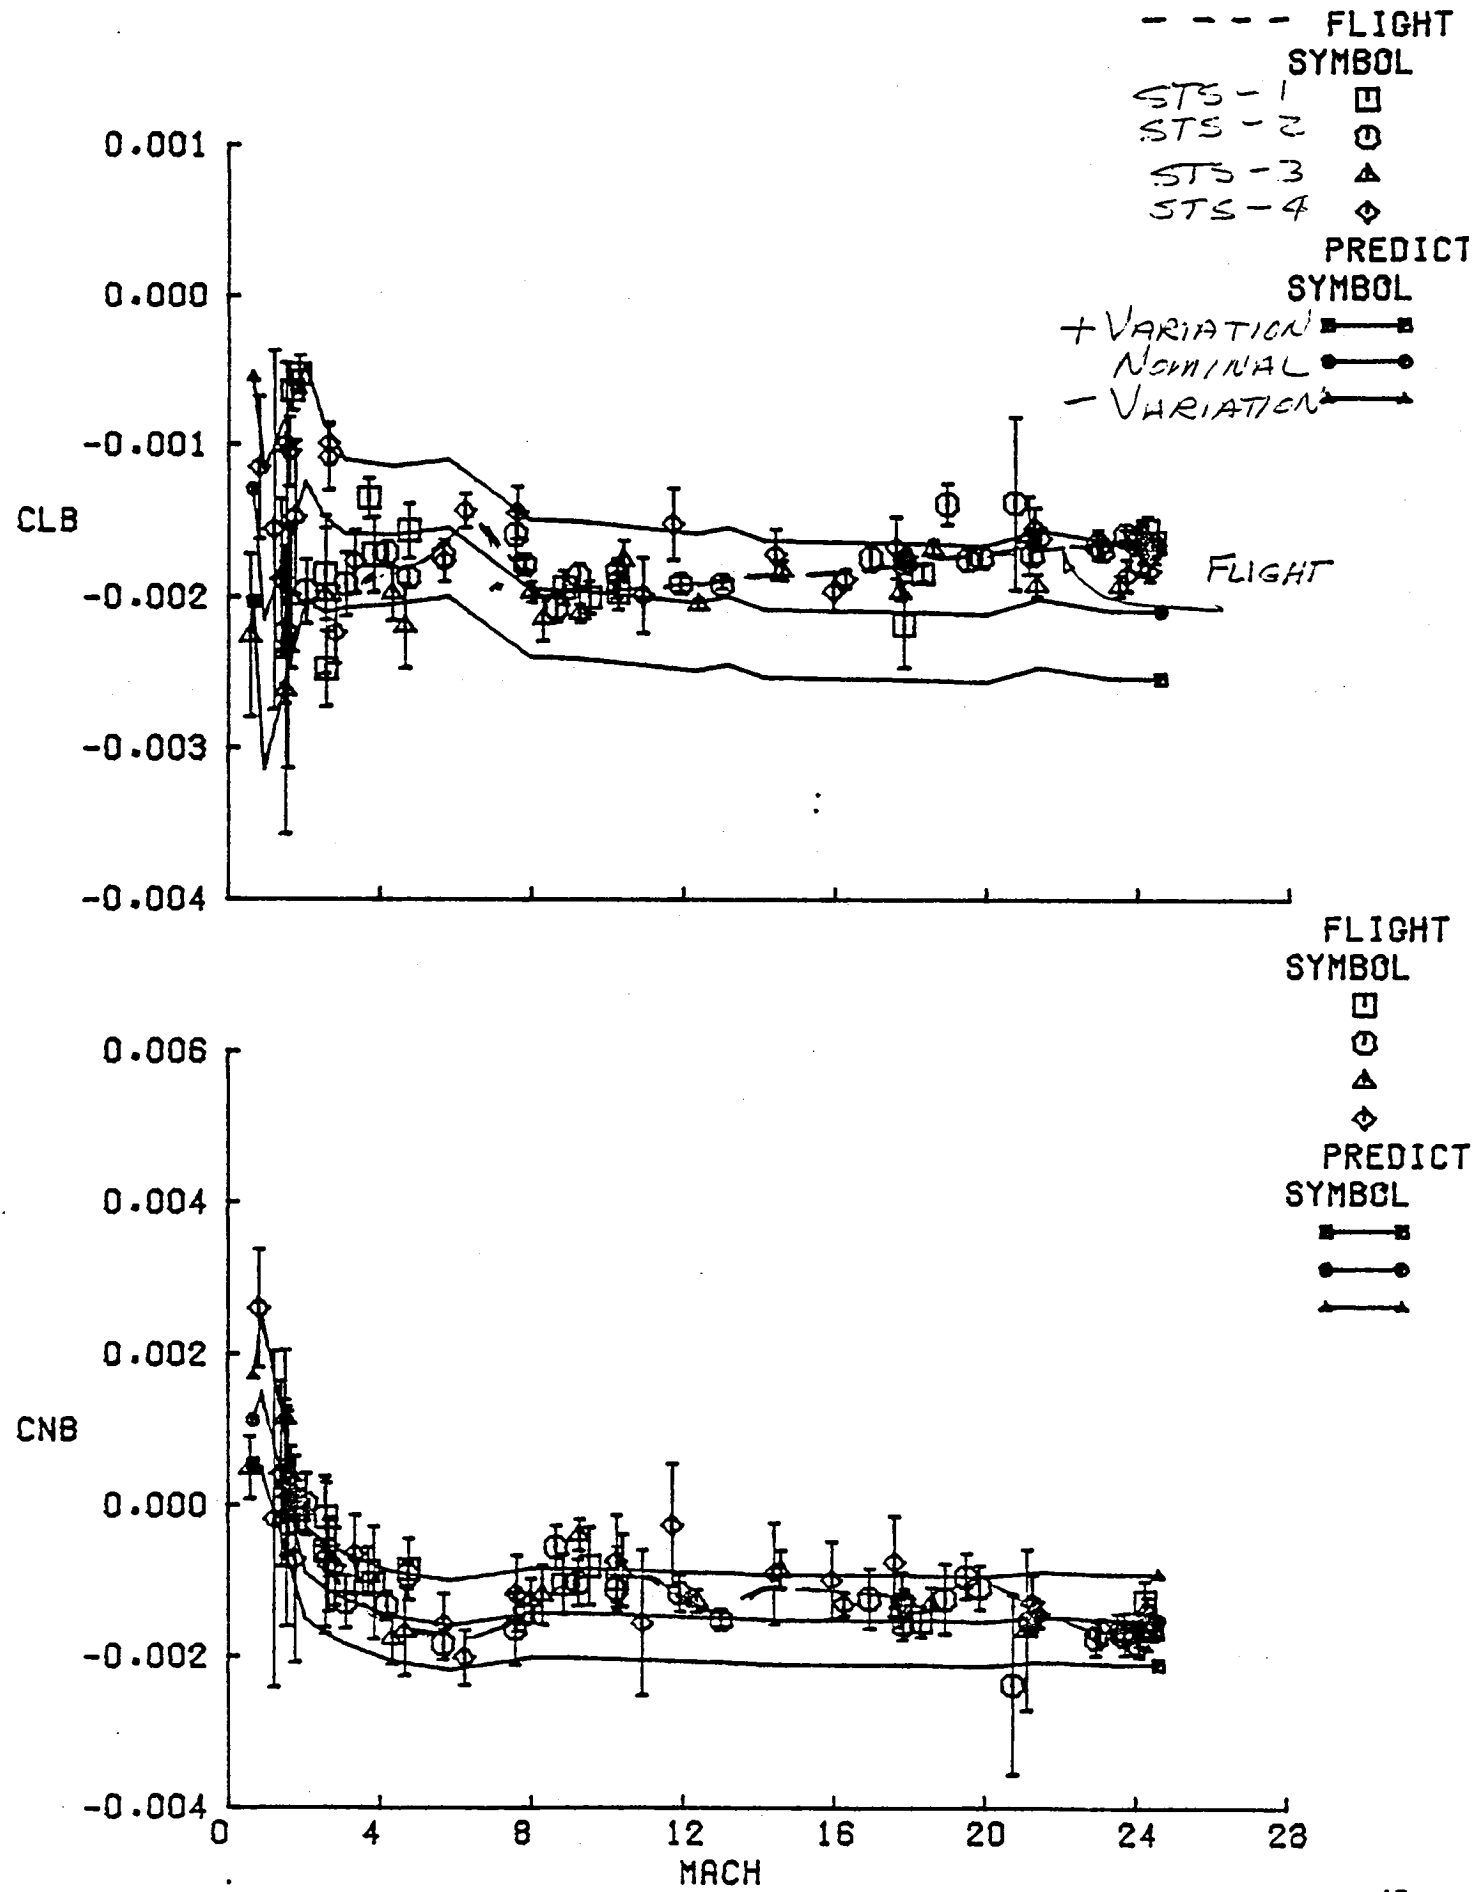 FLIGHT
SYMBOL
STS-1
STS-2
STS-3
STS-4
PREDICT
SYMBOL
+ VARIATION
NOMINAL
- VARIATION
0.001
0.000
-0.001
CLB
-0.002
FLIGHT
-0.003
-0.004
FLIGHT
SYMBOL
0.006
PREDICT
0.004
SYMBOL
0.002
CNB
0.000
-0.002
-0.004
0 4 8 12 16 20 24 28
MACH